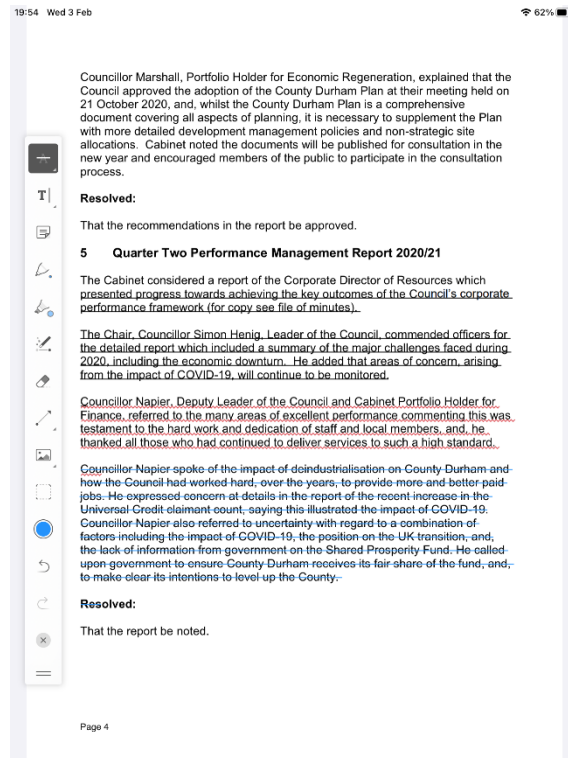 19:54 Wed 3 Feb
62%
Councillor Marshall, Portfolio Holder for Economic Regeneration, explained that the
Council approved the adoption of the County Durham Plan at their meeting held on
21 October 2020, and, whilst the County Durham Plan is a comprehensive
document covering all aspects of planning, it is necessary to supplement the Plan
with more detailed development management policies and non-strategic site
allocations.  Cabinet noted the documents will be published for consultation in the
new year and encouraged members of the public to participate in the consultation
process.
Resolved:
That the recommendations in the report be approved.
5 Quarter Two Performance Management Report 2020/21
The Cabinet considered a report of the Corporate Director of Resources which
presented progress towards achieving the key outcomes of the Council's corporate
performance framework (for copy see file of minutes).
The Chair, Councillor Simon Henig, Leader of the Council, commended officers for
the detailed report which included a summary of the major challenges faced during
2020, including the economic downturn.  He added that areas of concern, arising
from the impact of COVID-19, will continue to be monitored.
Councillor Napier, Deputy Leader of the Council and Cabinet Portfolio Holder for
Finance, referred to the many areas of excellent performance commenting this was
testament to the hard work and dedication of staff and local members, and, he
thanked all those who had continued to deliver services to such a high standard.
Councillor Napier spoke of the impact of deindustrialisation on County Durham and
how the Council had worked hard, over the years, to provide more and better paid
jobs. He expressed concern at details in the report of the recent increase in the
Universal Credit claimant count, saying this illustrated the impact of COVID-19.
Councillor Napier also referred to uncertainty with regard to a combination of
factors including the impact of COVID-19, the position on the UK transition, and,
the lack of information from government on the Shared Prosperity Fund. He called
upon government to ensure County Durham receives its fair share of the fund, and,
to make clear its intentions to level up the County.
Resolved:
That the report be noted.
Page 4
A
T